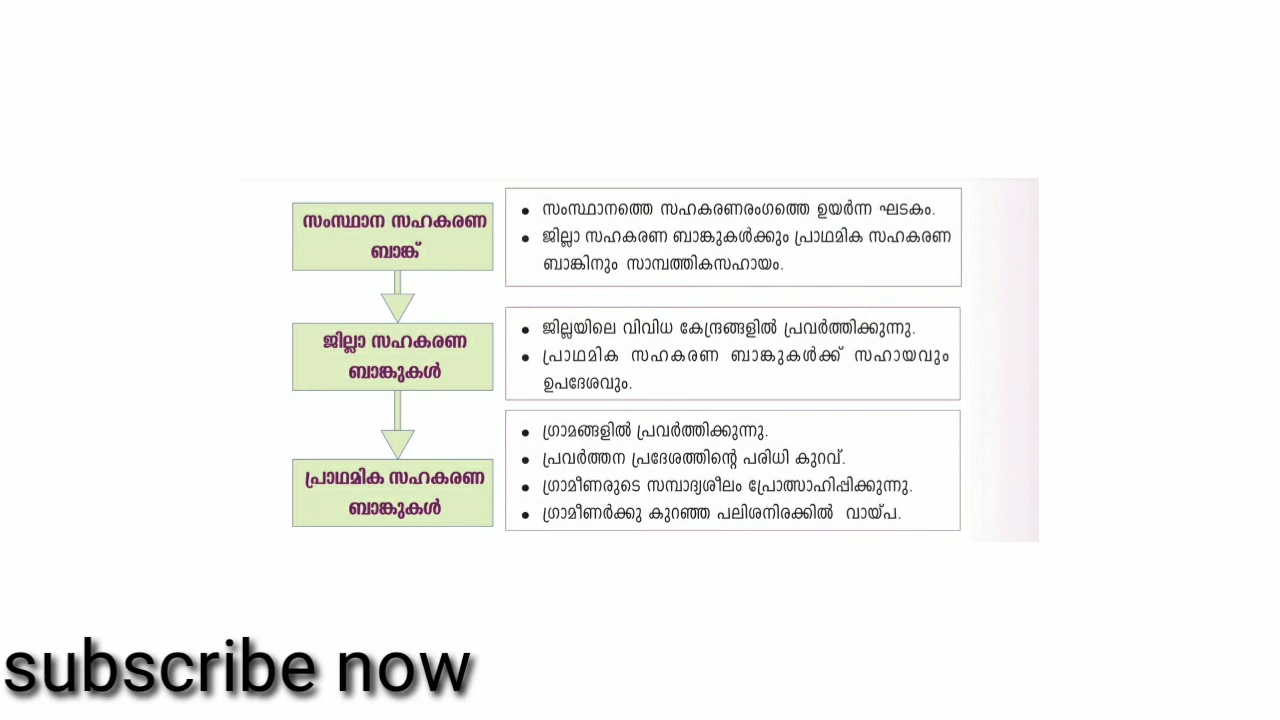 സംസ്ഥാന സഹകരണ
ബാങ്ക്
● സംസ്ഥാനത്തെ സഹകരണരംഗത്തെ ഉയർന്ന ഘടകം.
● ജില്ലാ സഹകരണ ബാങ്കുകൾക്കും പ്രാഥമിക സഹകരണ
ബാങ്കിനും സാമ്പത്തികസഹായം.
ജില്ലാ സഹകരണ
ബാങ്കുകൾ
● ജില്ലയിലെ വിവിധ കേന്ദ്രങ്ങളിൽ പ്രവർത്തിക്കുന്നു.
● പ്രാഥമിക സഹകരണ ബാങ്കുകൾക്ക് സഹായവും
ഉപദേശവും.
പ്രാഥമിക സഹകരണ
ബാങ്കുകൾ
● ഗ്രാമങ്ങളിൽ പ്രവർത്തിക്കുന്നു.
● പ്രവർത്തന പ്രദേശത്തിന്റെ പരിധി കുറവ്.
● ഗ്രാമീണരുടെ സമ്പാദ്യശീലം പ്രോത്സാഹിപ്പിക്കുന്നു.
● ഗ്രാമീണർക്കു കുറഞ്ഞ പലിശനിരക്കിൽ വായ്പ.
subscribe now